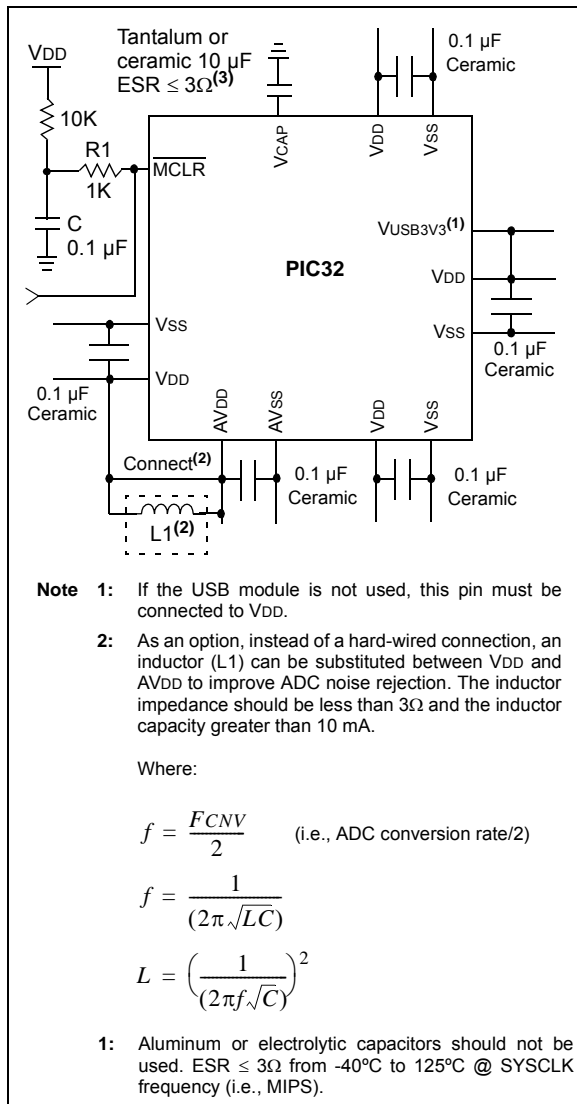 VDD
Tantalum or
ceramic 10 µF
ESR ≤ 3Ω(3)
0.1 µF
Ceramic
10K
R1
1K
MCLR
VCAP
VDD
VSS
C
0.1 µF
VUSB3V3(1)
PIC32
VDD
VSS
VSS
VDD
0.1 µF
Ceramic
0.1 µF
Ceramic
AVDD
AVSS
VDD
VSS
Connect(2)
0.1 µF
Ceramic
0.1 µF
Ceramic
L1(2)
Note 1: If the USB module is not used, this pin must be
connected to VDD.
2: As an option, instead of a hard-wired connection, an
inductor (L1) can be substituted between VDD and
AVDD to improve ADC noise rejection. The inductor
impedance should be less than 3Ω and the inductor
capacity greater than 10 mA.
Where:
f = FCNV / 2 (i.e., ADC conversion rate/2)
f = 1 / (2π√LC)
L = (1 / (2πf√C))²
1: Aluminum or electrolytic capacitors should not be
used. ESR ≤ 3Ω from -40ºC to 125ºC @ SYSCLK
frequency (i.e., MIPS).